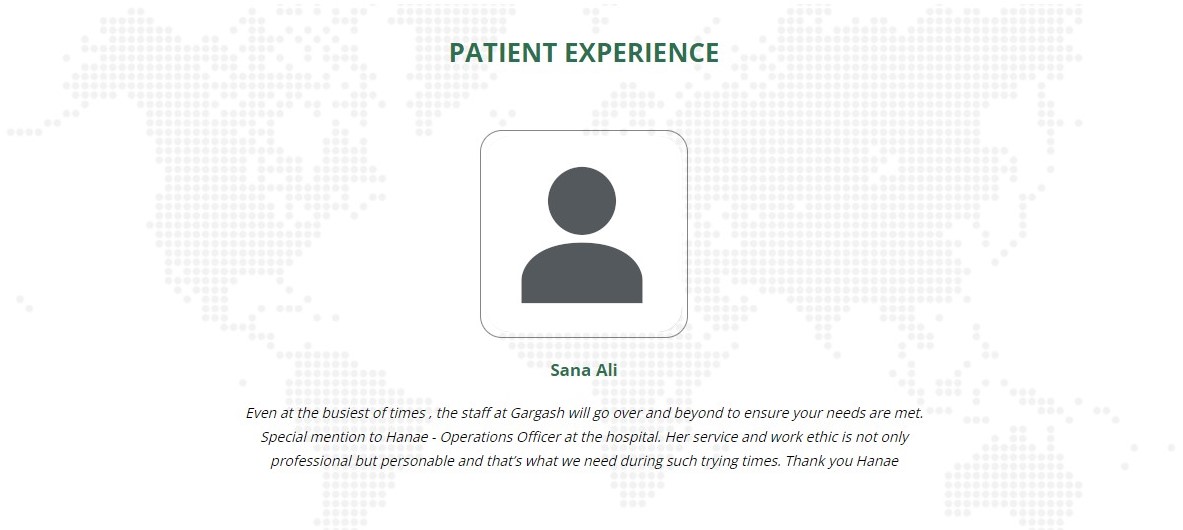 PATIENT EXPERIENCE
Sana Ali
Even at the busiest of times , the staff at Gargash will go over and beyond to ensure your needs are met.
Special mention to Hanae - Operations Officer at the hospital. Her service and work ethic is not only
professional but personable and that’s what we need during such trying times. Thank you Hanae